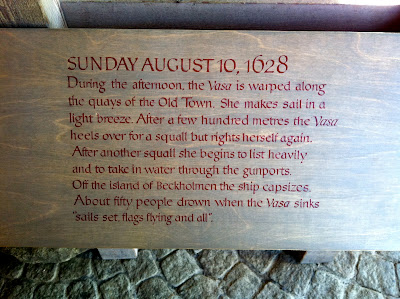 SUNDAY AUGUST 10, 1628
During the afternoon, the Vasa is warped along
the quays of the Old Town. She makes sail in a
light breeze. After a few hundred metres the Vasa
heels over for a squall but rights herself again.
After another squall she begins to list heavily
and to take in water through the gunports.
Off the island of Beckholmen the ship capsizes.
About fifty people drown when the Vasa sinks
"sails set, flags flying and all".